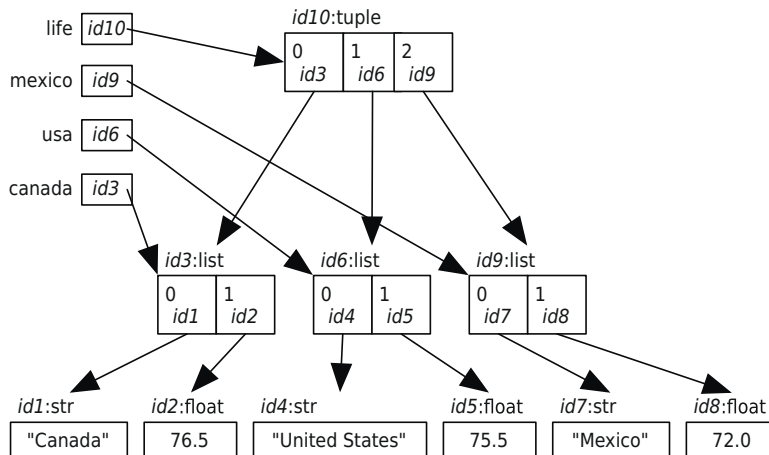 id10:tuple
life id10
0 1 2
id3 id6 id9
mexico id9
usa id6
canada id3
id3:list id6:list id9:list
0 1 0 1 0 1
id1 id2 id4 id5 id7 id8
id1:str id2:float id4:str id5:float id7:str id8:float
"Canada" 76.5 "United States" 75.5 "Mexico" 72.0